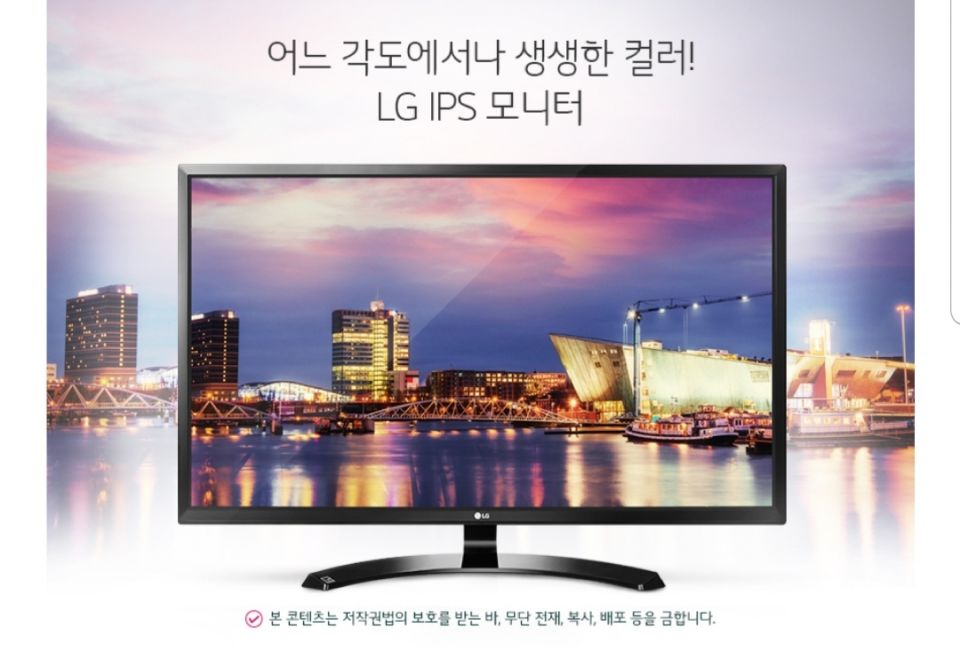 어느 각도에서나 생생한 컬러!
LG IPS 모니터
LG
본 콘텐츠는 저작권법의 보호를 받는 바, 무단 전재, 복사, 배포 등을 금합니다.